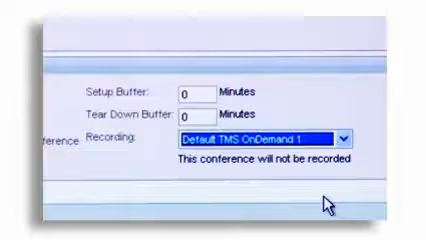 Setup Buffer: 0 Minutes
Tear Down Buffer: 0 Minutes
ference Recording: Default TMS OnDemand 1
This conference will not be recorded